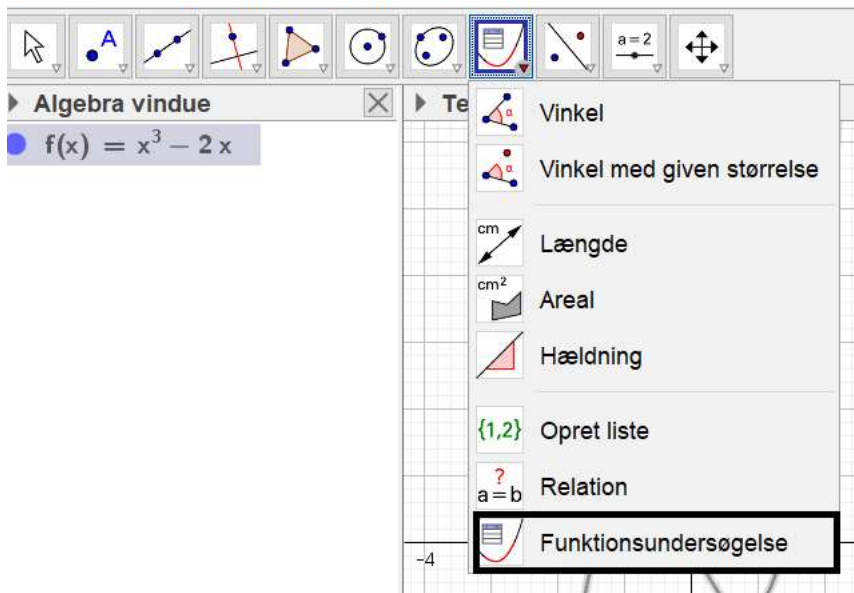 A
a=2
Algebra vindue
Te
f(x) = x³ − 2 x
α
Vinkel
α
Vinkel med given størrelse
cm
Længde
cm²
Areal
Hældning
{1,2}
Opret liste
?
a=b
Relation
Funktionsundersøgelse
-4